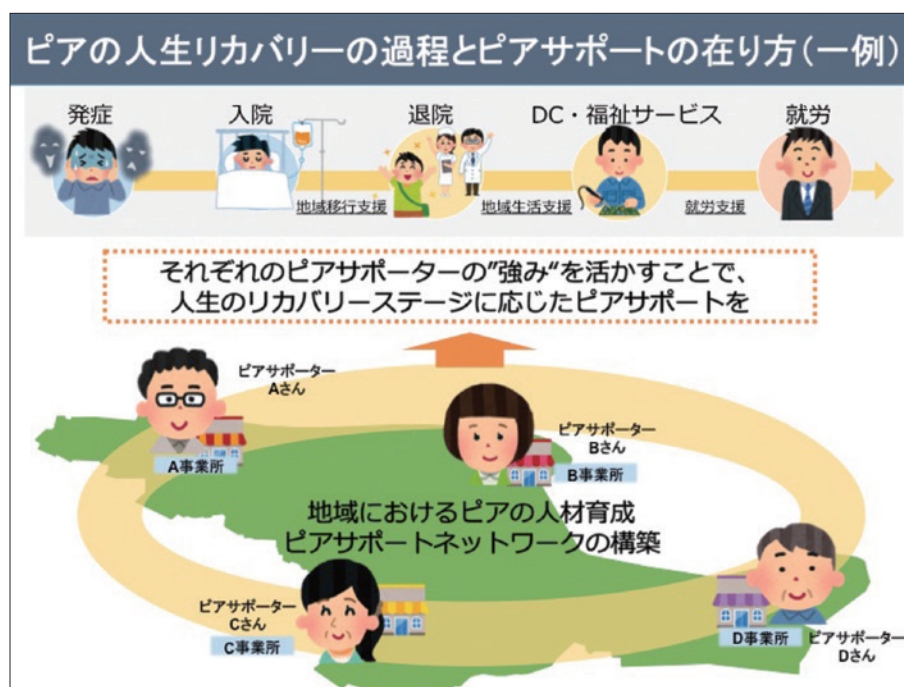 ピアの人生リカバリーの過程とピアサポートの在り方（一例）
発症
入院
退院
DC・福祉サービス
就労
地域移行支援
地域生活支援
就労支援
それぞれのピアサポーターの”強み“を活かすことで、
人生のリカバリーステージに応じたピアサポートを
ピアサポーター
Aさん
A事業所
ピアサポーター
Bさん
B事業所
地域におけるピアの人材育成
ピアサポートネットワークの構築
ピアサポーター
Cさん
C事業所
D事業所
ピアサポーター
Dさん